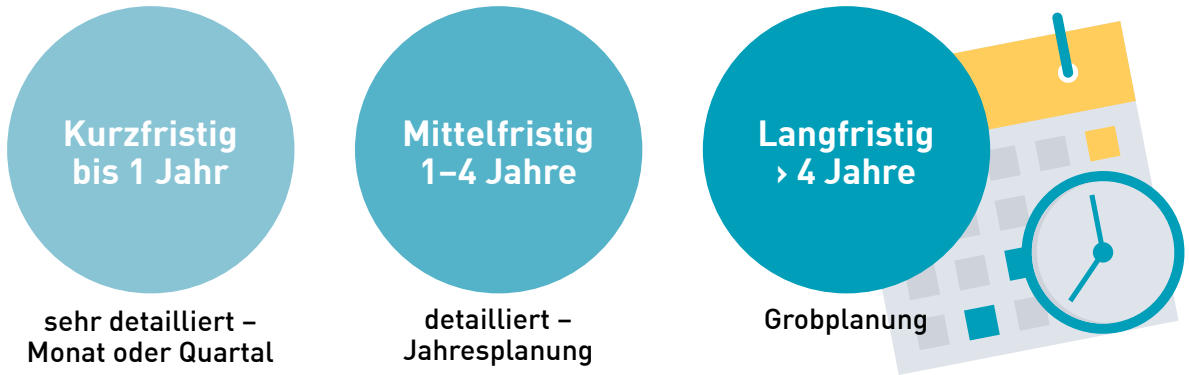 Kurzfristig
bis 1 Jahr
Mittelfristig
1–4 Jahre
Langfristig
› 4 Jahre
sehr detailliert –
Monat oder Quartal
detailliert –
Jahresplanung
Grobplanung